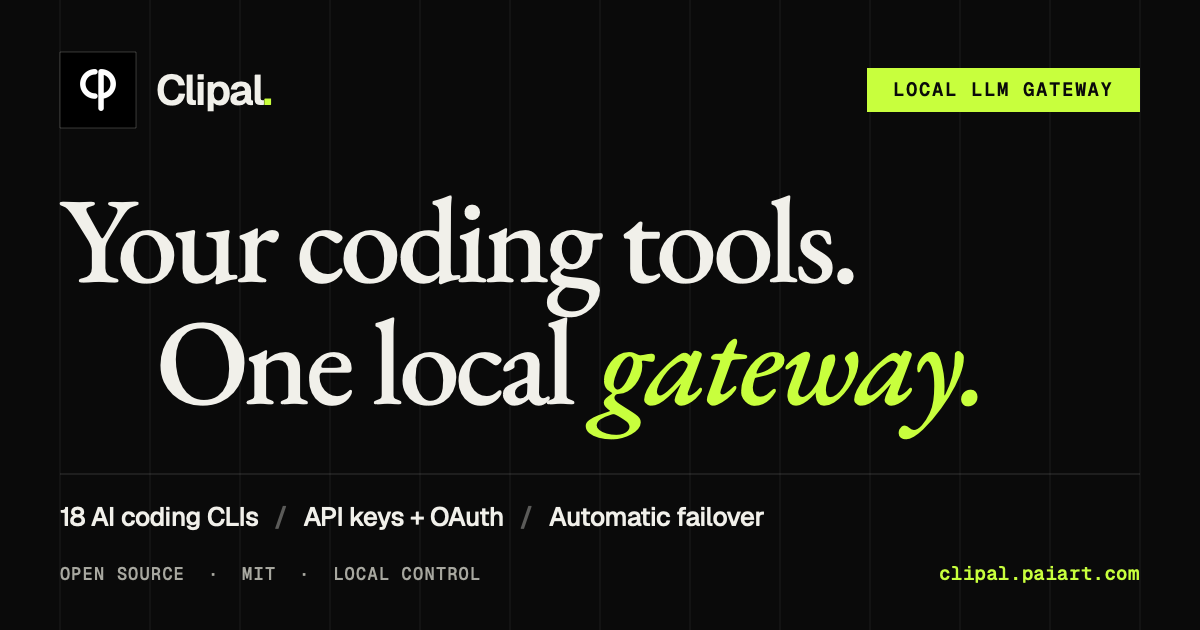 Clipal.
LOCAL LLM GATEWAY
Your coding tools.
One local gateway.
18 AI coding CLIs / API keys + OAuth / Automatic failover
OPEN SOURCE · MIT · LOCAL CONTROL
clipal.paiart.com